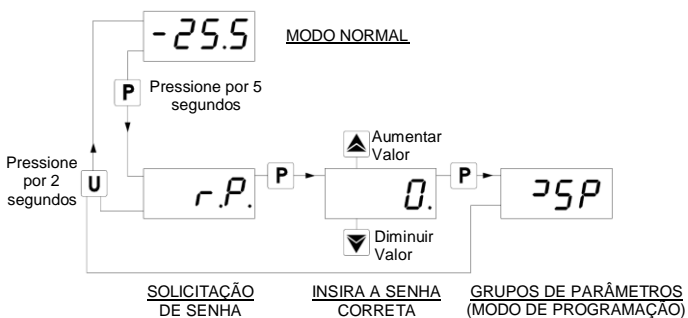 -25.5
MODO NORMAL
P
Pressione por 5
segundos
Pressione
por 2
segundos
U
r.P.
P
Aumentar
Valor
0.
Diminuir
Valor
P
SP
SOLICITAÇÃO
DE SENHA
INSIRA A SENHA
CORRETA
GRUPOS DE PARÂMETROS
(MODO DE PROGRAMAÇÃO)